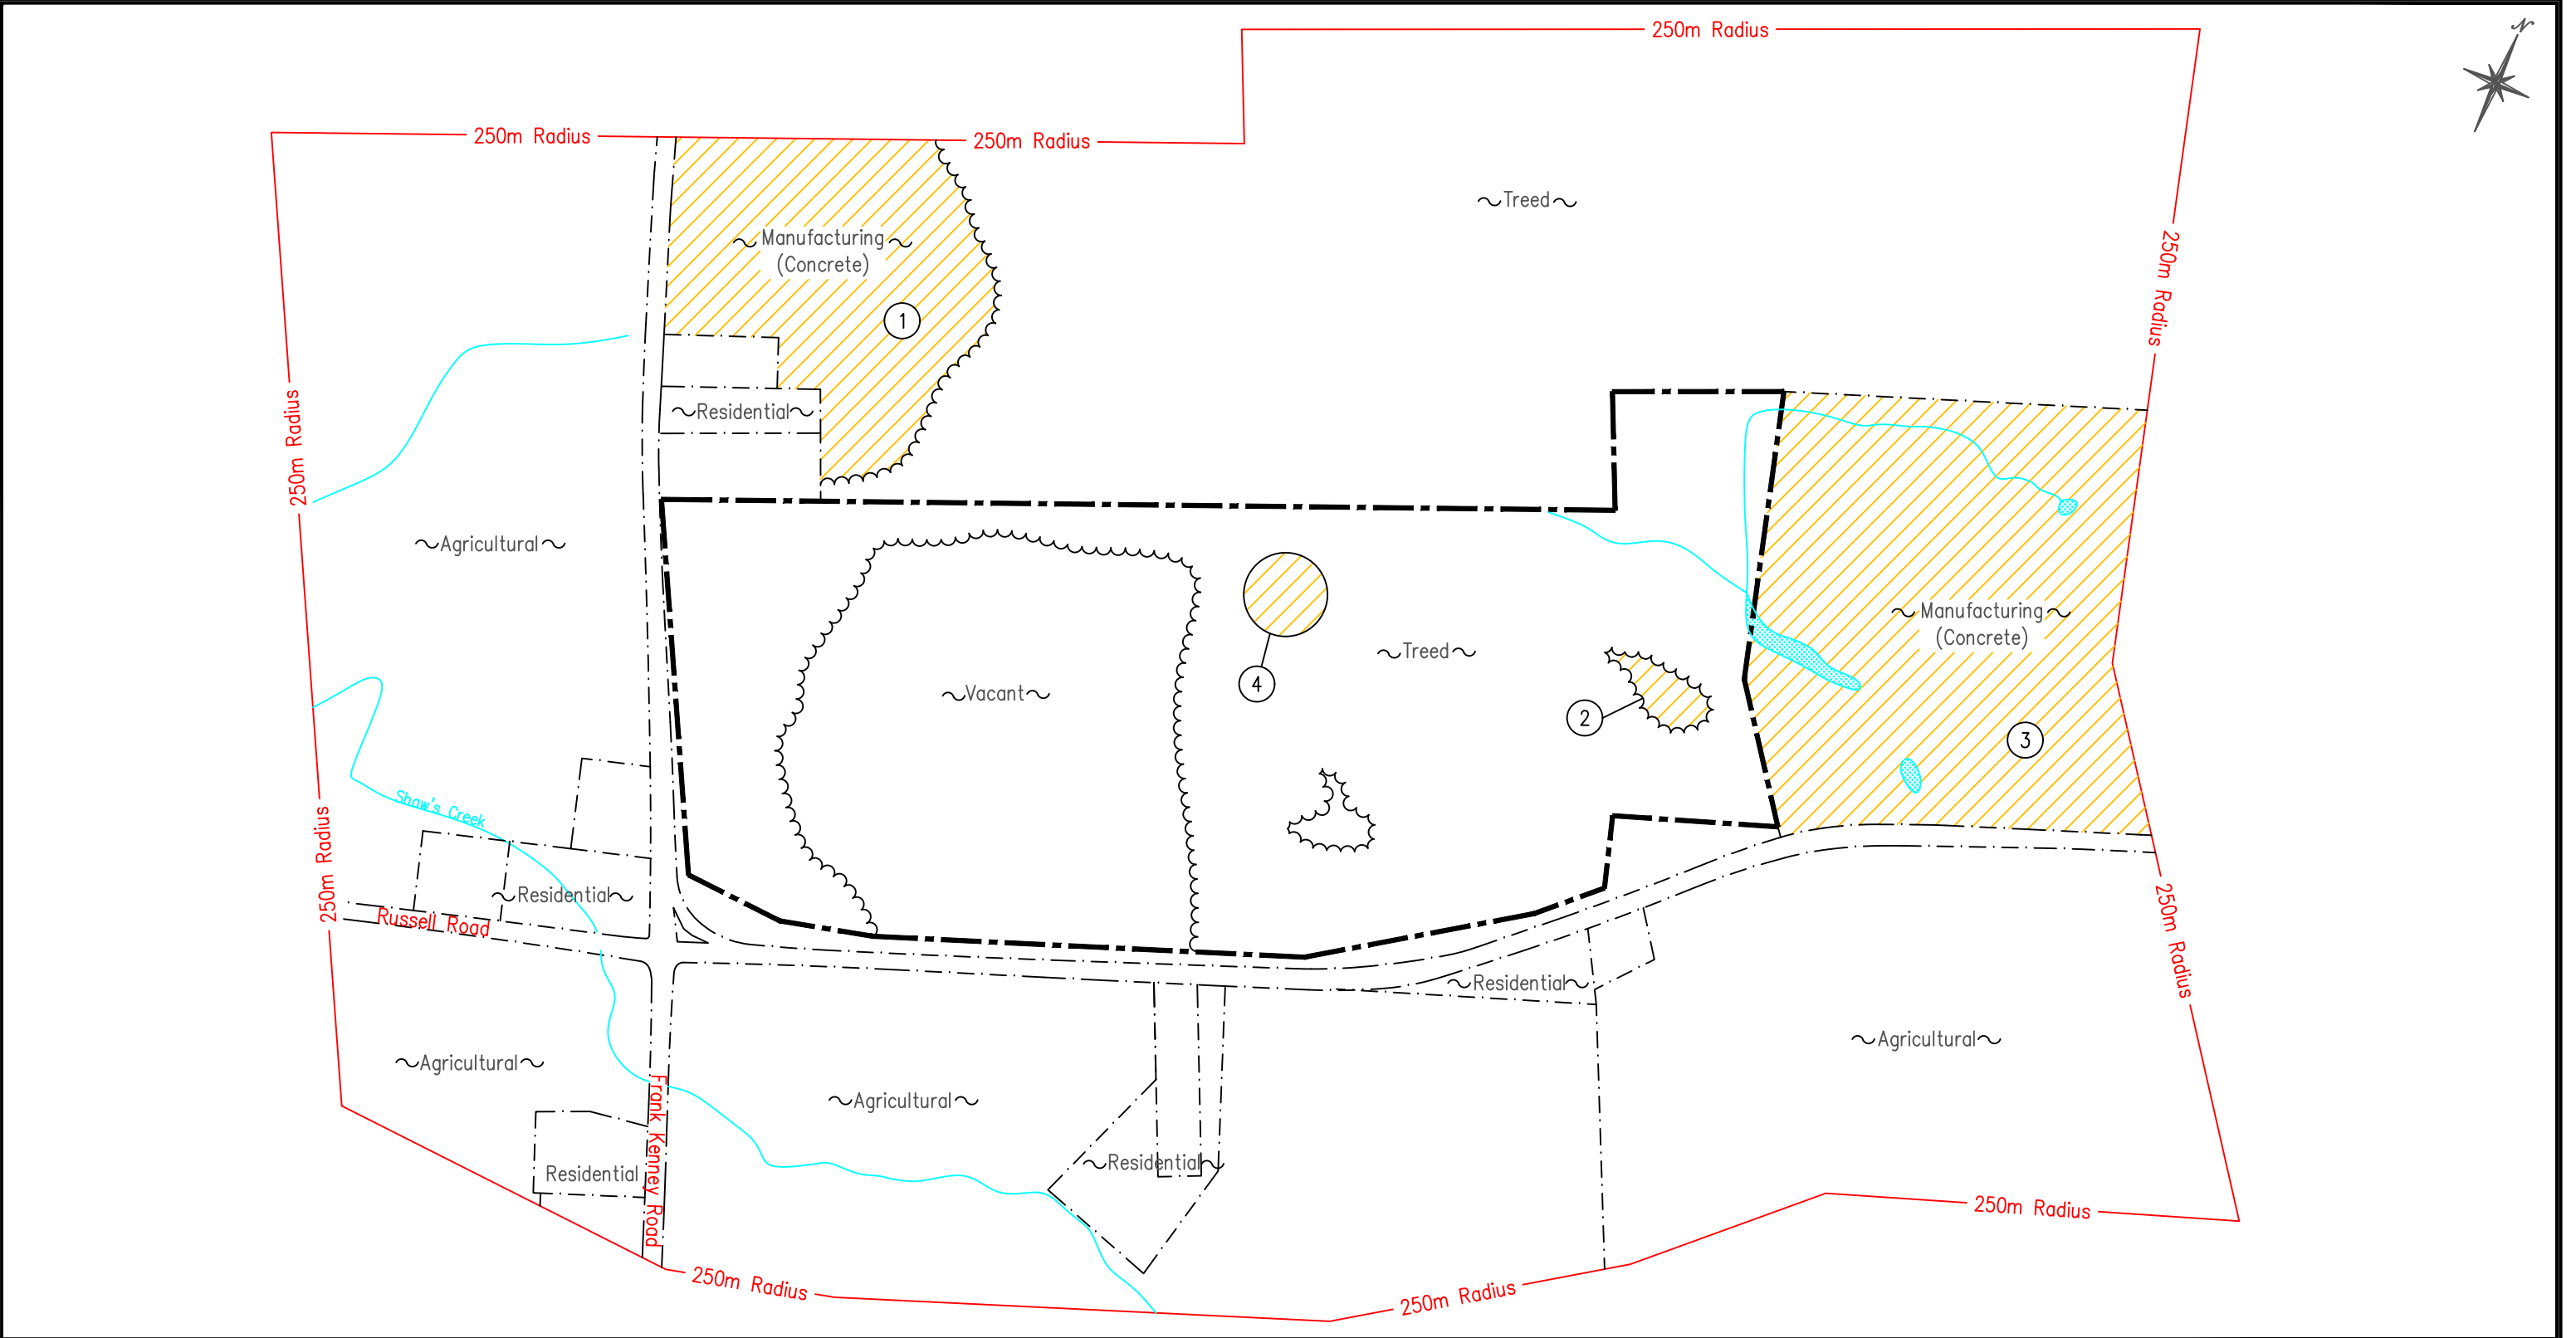 250m Radius
N
250m Radius
250m Radius
Treed
Manufacturing
(Concrete)
250m Radius
1
Residential
250m Radius
Agricultural
Manufacturing
(Concrete)
Treed
4
Vacant
2
3
Shaw's Creek
250m Radius
Residential
Russell Road
250m Radius
Residential
Agricultural
Agricultural
Agricultural
Frank Kenney Road
Residential
Residential
250m Radius
250m Radius
250m Radius